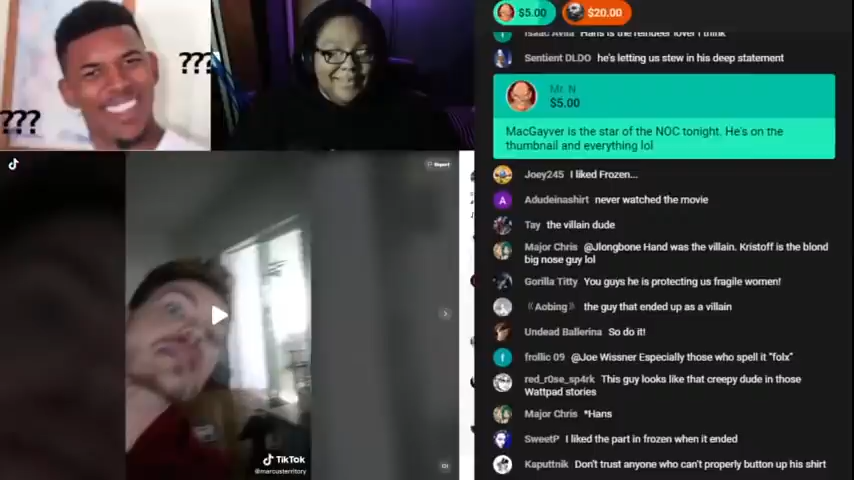 $5.00
$20.00
???
???
Isaac Avila Hans is the reindeer lover I think
Sentient DLDO he's letting us stew in his deep statement
Mr. N
$5.00
MacGayver is the star of the NOC tonight. He's on the
thumbnail and everything lol
Joey245 I liked Frozen...
A
Adudeinashirt never watched the movie
Tay the villain dude
Major Chris @Jlongbone Hand was the villain. Kristoff is the blond
big nose guy lol
Gorilla Titty You guys he is protecting us fragile women!
《Aobing》 the guy that ended up as a villain
Undead Ballerina So do it!
f
frollic 09 @Joe Wissner Especially those who spell it "folx"
red_r0se_sp4rk This guy looks like that creepy dude in those
Wattpad stories
Major Chris *Hans
SweetP I liked the part in frozen when it ended
Kaputtnik Don't trust anyone who can't properly button up his shirt
Report
TikTok
@marcusterritory